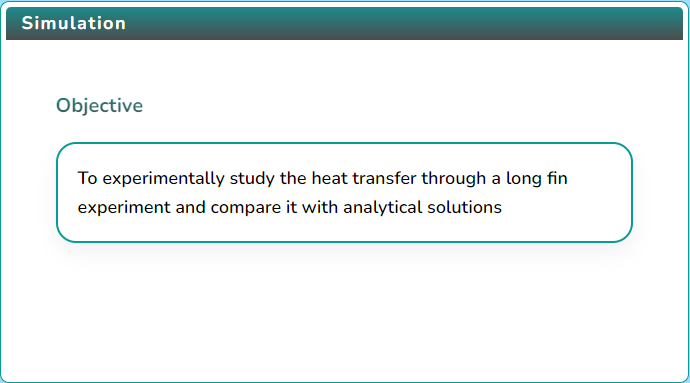 Simulation
Objective
To experimentally study the heat transfer through a long fin
experiment and compare it with analytical solutions